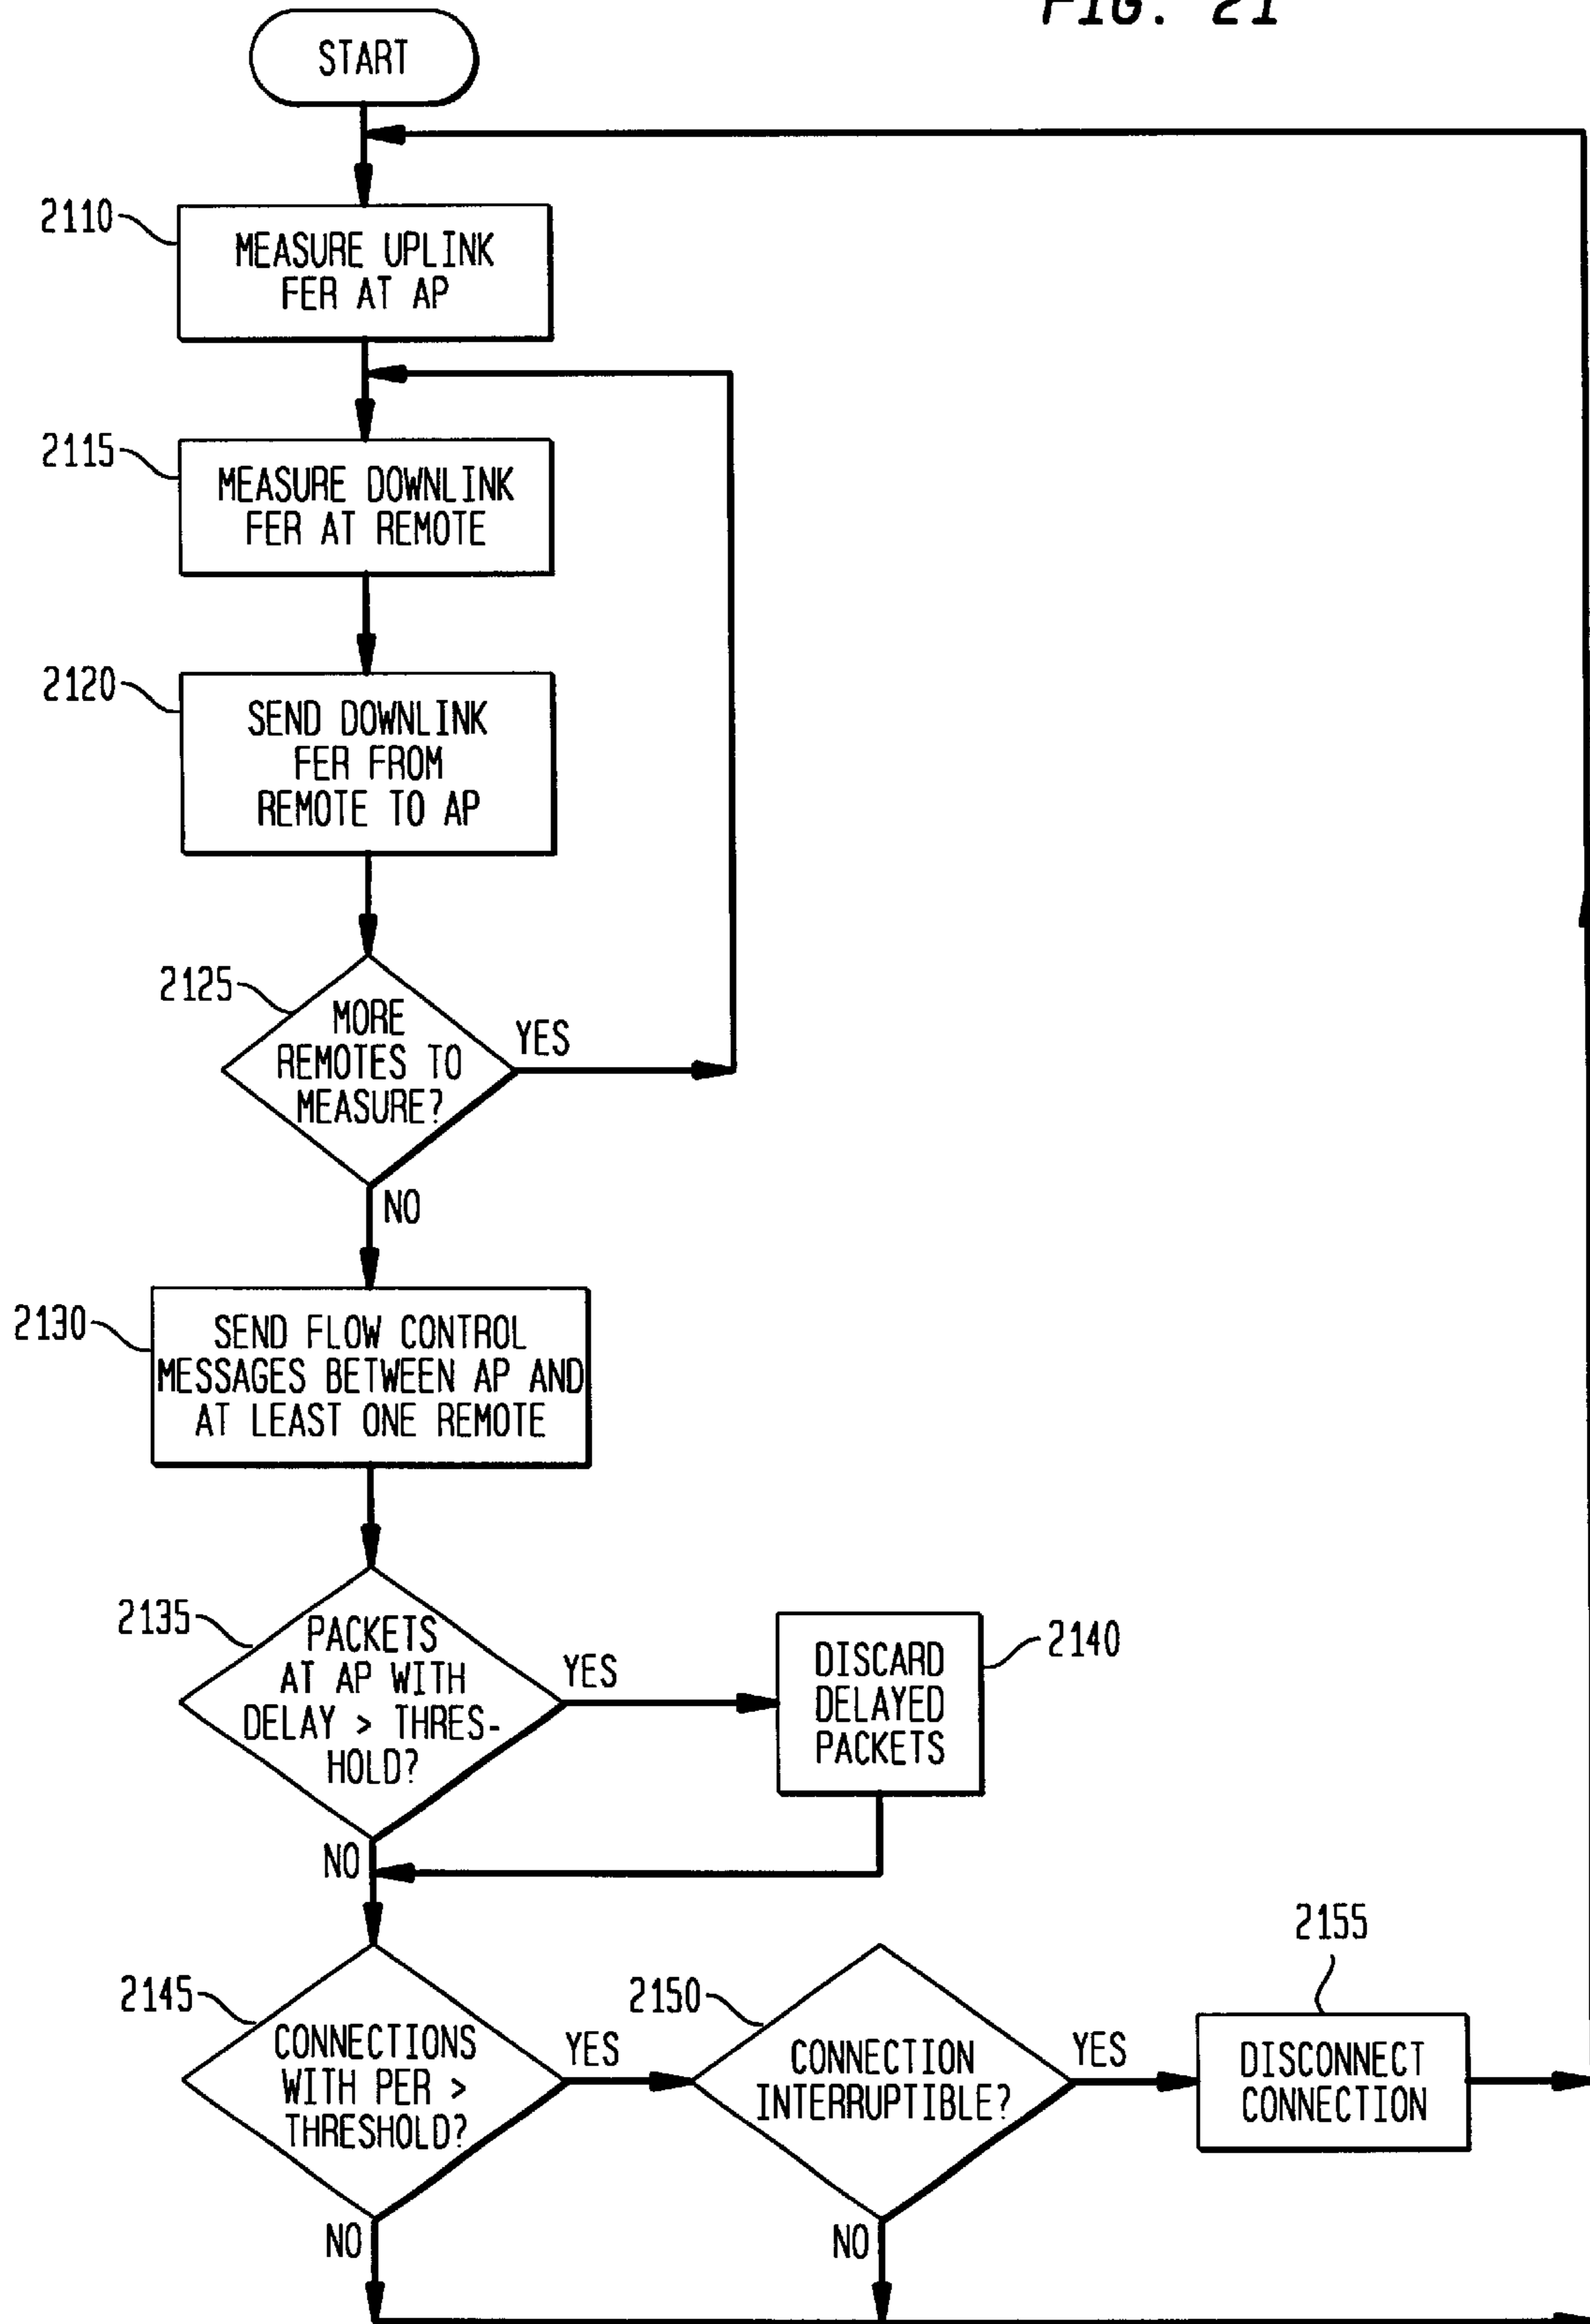 FIG. 21
START
2110
MEASURE UPLINK
FER AT AP
2115
MEASURE DOWNLINK
FER AT REMOTE
2120
SEND DOWNLINK
FER FROM
REMOTE TO AP
2125
MORE
REMOTES TO
MEASURE?
YES
NO
2130
SEND FLOW CONTROL
MESSAGES BETWEEN AP AND
AT LEAST ONE REMOTE
2135
PACKETS
AT AP WITH
DELAY > THRES-
HOLD?
YES
NO
2140
DISCARD
DELAYED
PACKETS
2145
CONNECTIONS
WITH PER >
THRESHOLD?
YES
NO
2150
CONNECTION
INTERRUPTIBLE?
YES
NO
2155
DISCONNECT
CONNECTION